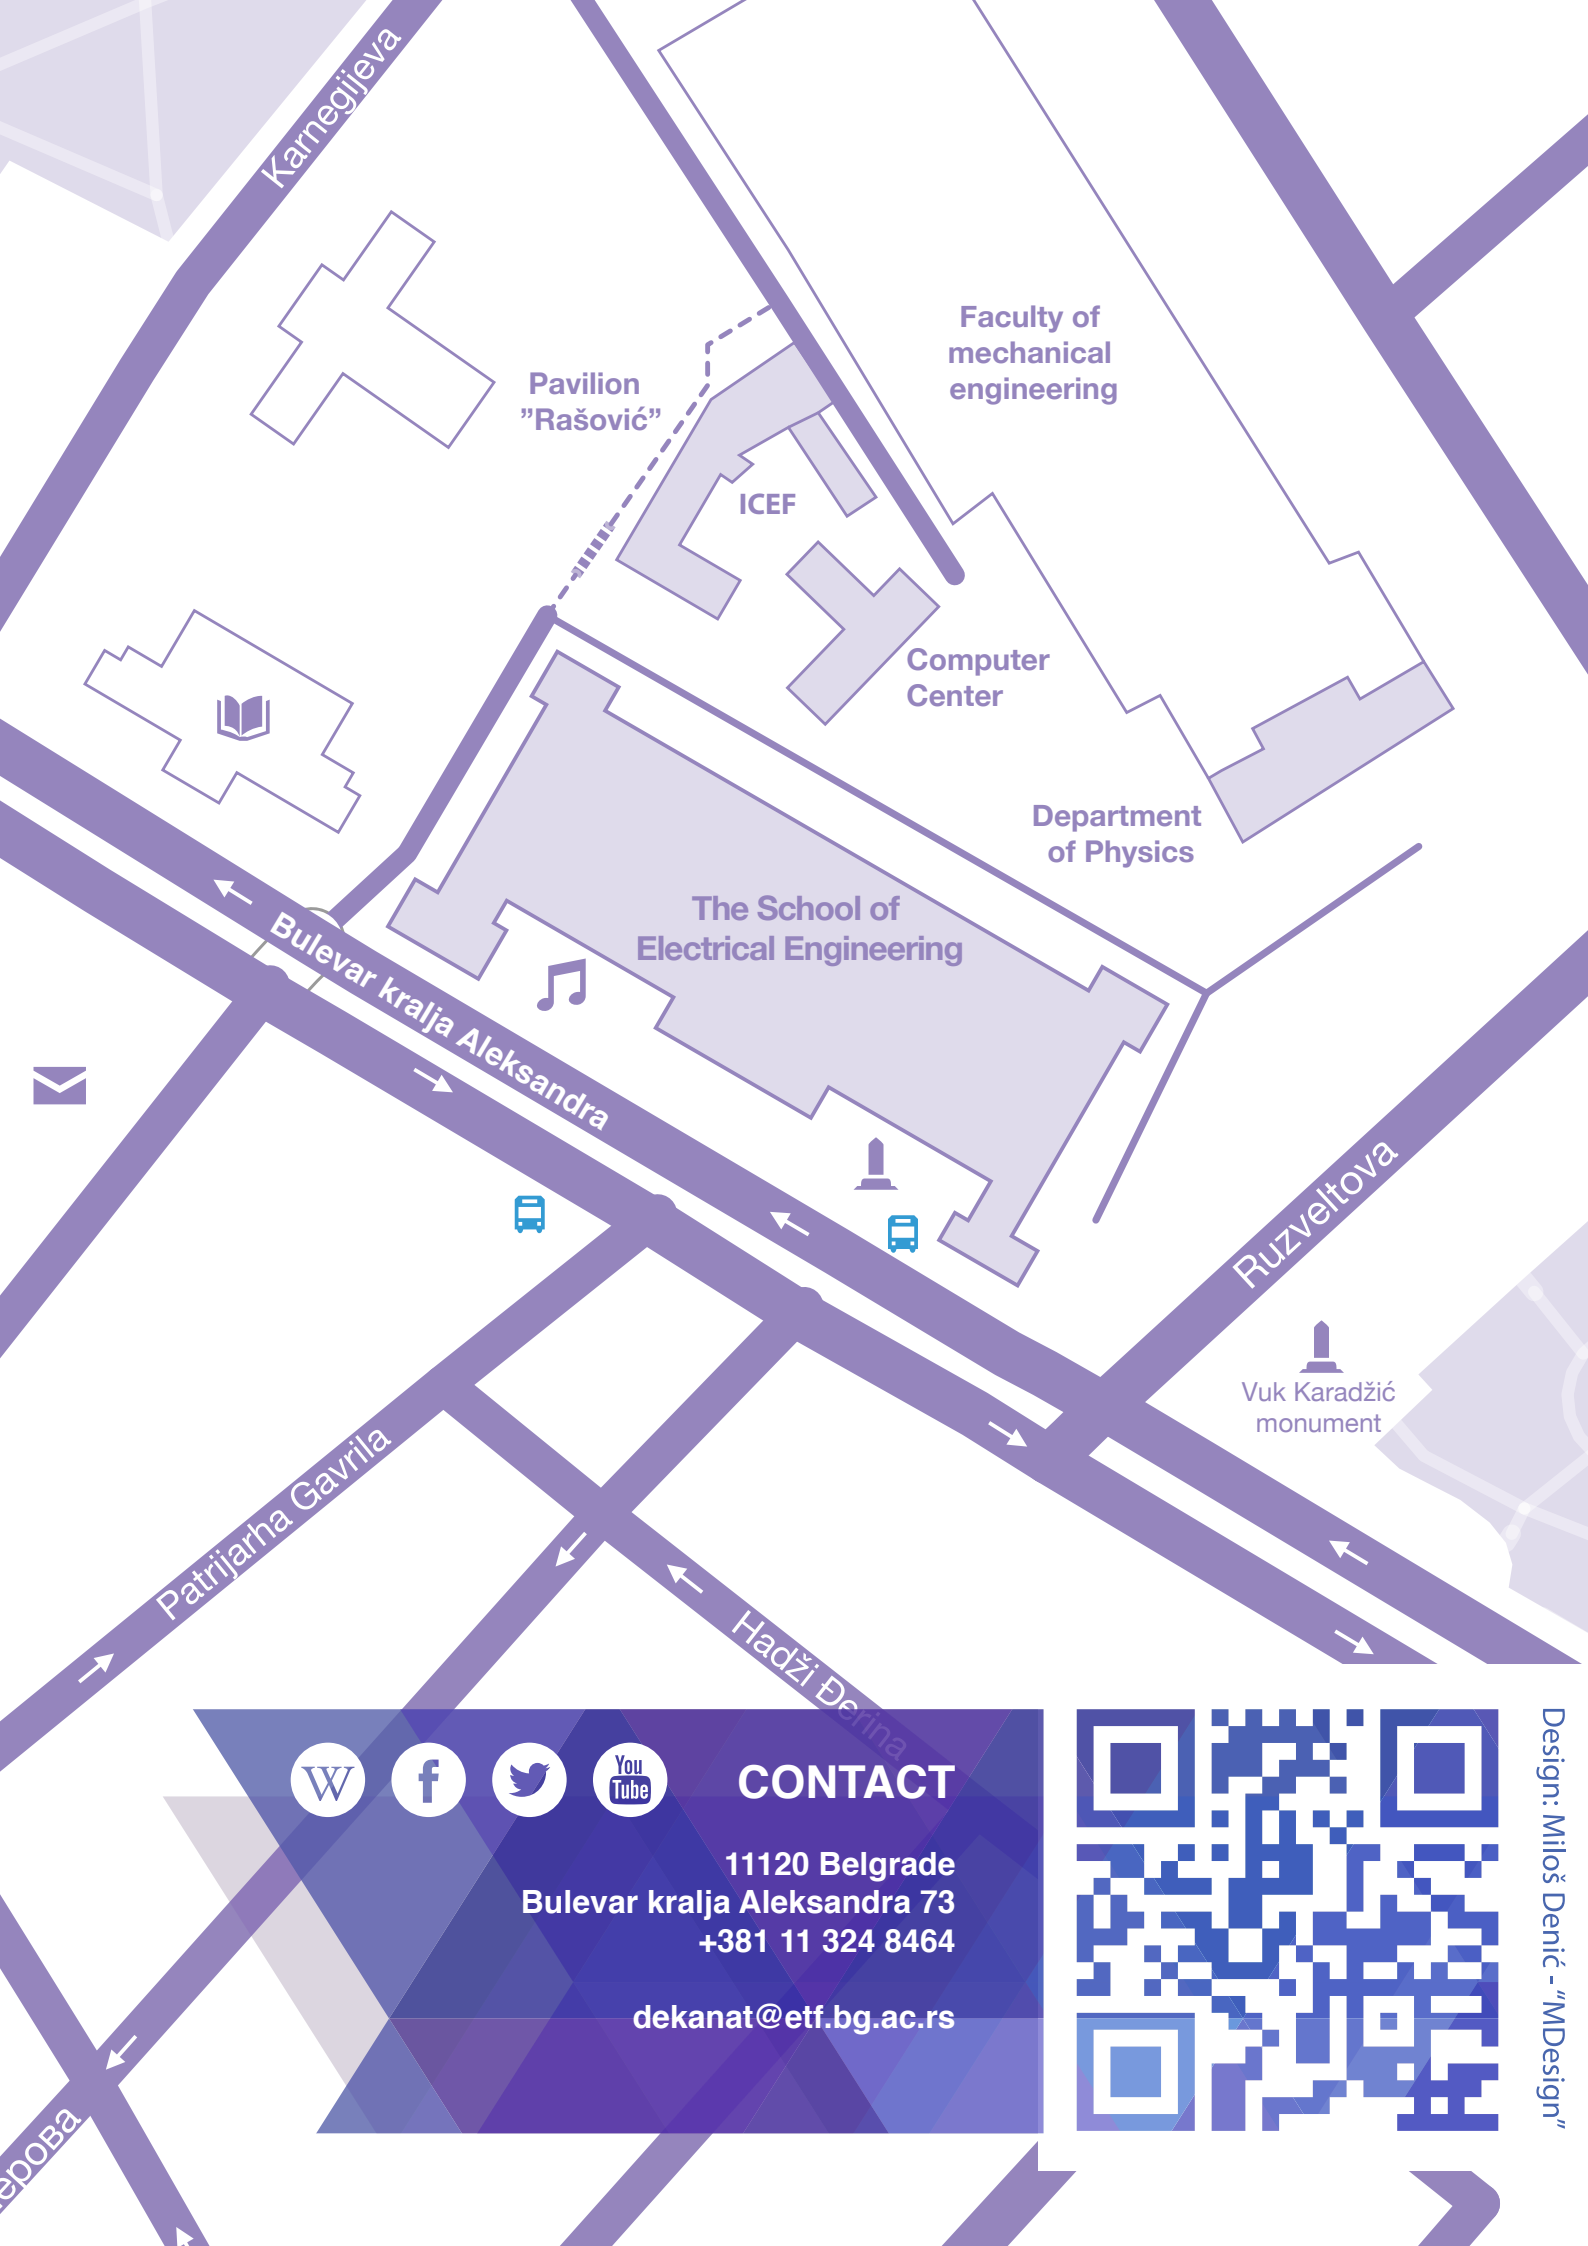 Karnegijeva
Faculty of
mechanical
engineering
Pavilion
”Rašović”
ICEF
Computer
Center
Department
of Physics
The School of
Electrical Engineering
Bulevar kralja Aleksandra
Ruzveltova
Vuk Karadžić
monument
Patrijarha Gavrila
Hadži Đerina
W
f
You
Tube
CONTACT
11120 Belgrade
Bulevar kralja Aleksandra 73
+381 11 324 8464
dekanat@etf.bg.ac.rs
Design: Miloš Denić - “MDesign”